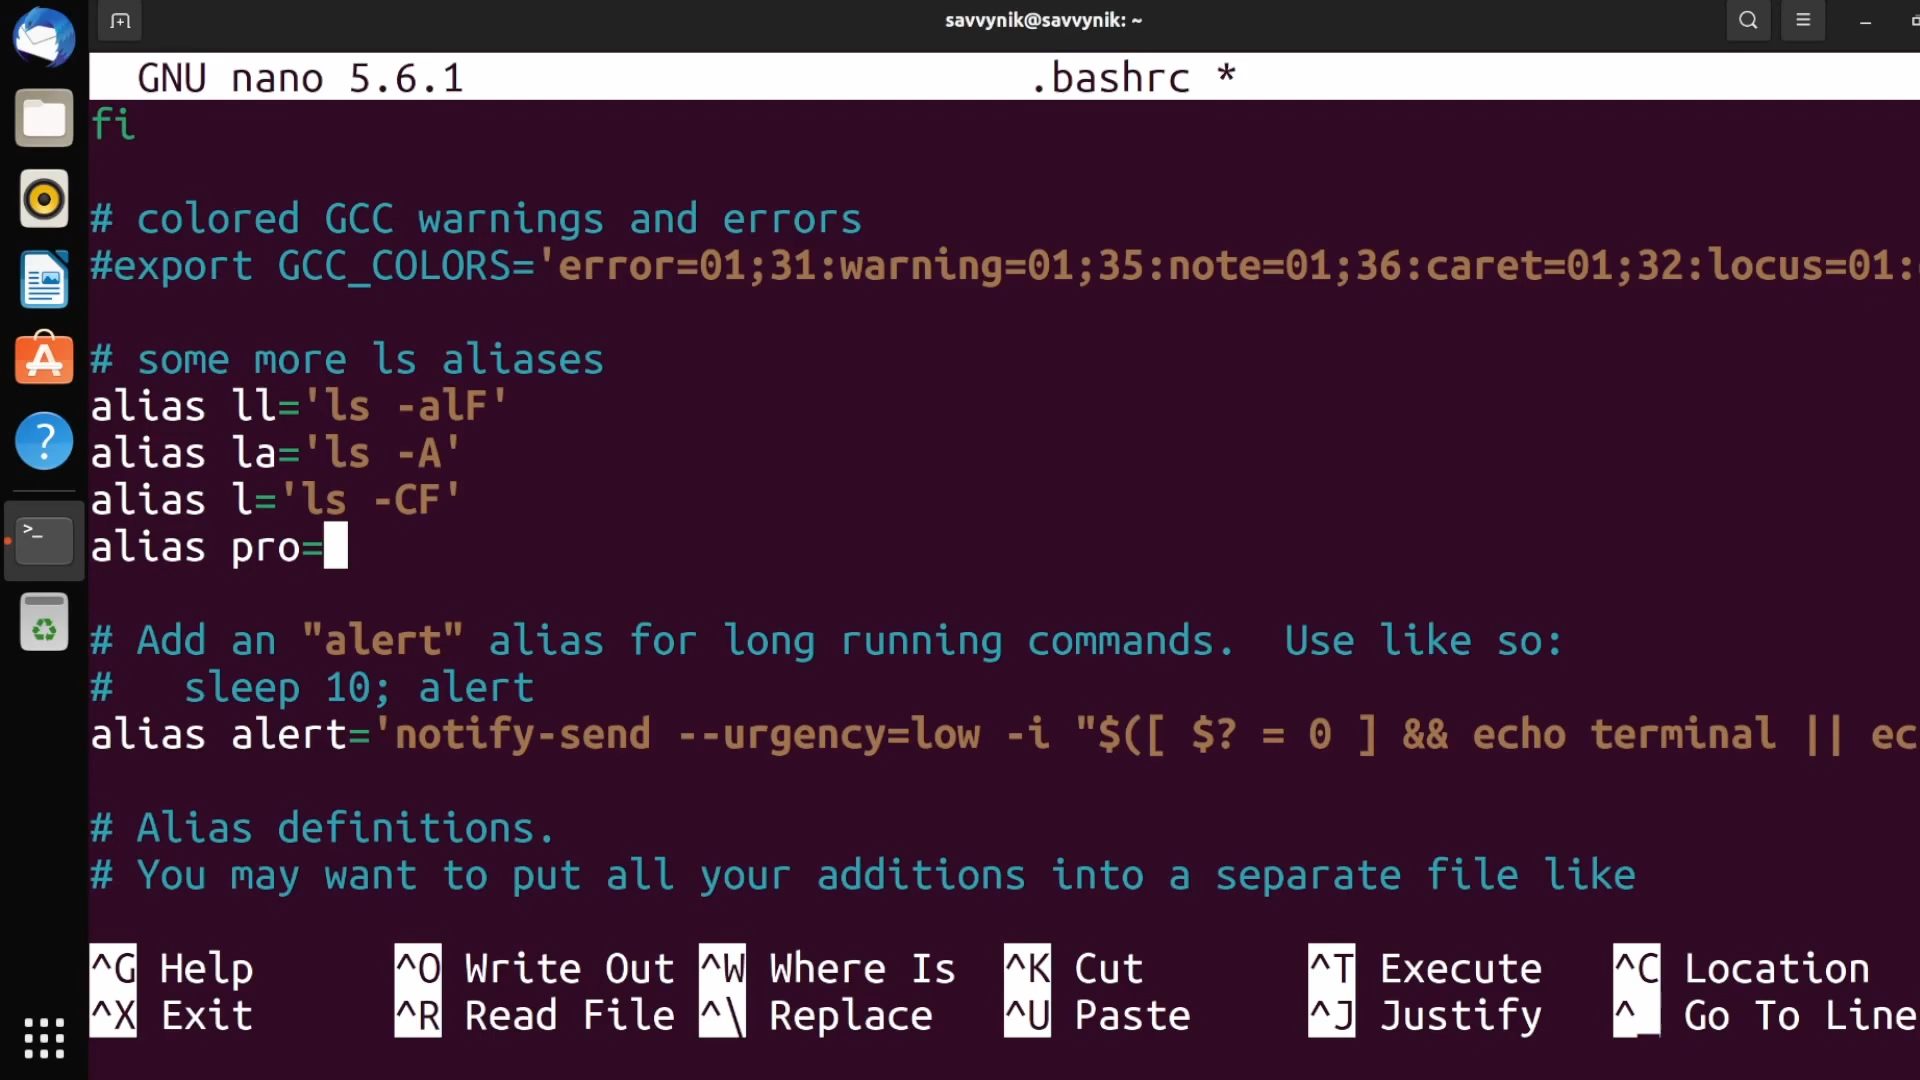 savvynik@savvynik: ~
GNU nano 5.6.1 .bashrc *
fi
# colored GCC warnings and errors
#export GCC_COLORS='error=01;31:warning=01;35:note=01;36:caret=01;32:locus=01:
# some more ls aliases
alias ll='ls -alF'
alias la='ls -A'
alias l='ls -CF'
alias pro=
# Add an "alert" alias for long running commands.  Use like so:
#   sleep 10; alert
alias alert='notify-send --urgency=low -i "$([ $? = 0 ] && echo terminal || ec
# Alias definitions.
# You may want to put all your additions into a separate file like
^G Help ^O Write Out ^W Where Is ^K Cut ^T Execute ^C Location
^X Exit ^R Read File ^\ Replace ^U Paste ^J Justify ^_ Go To Line